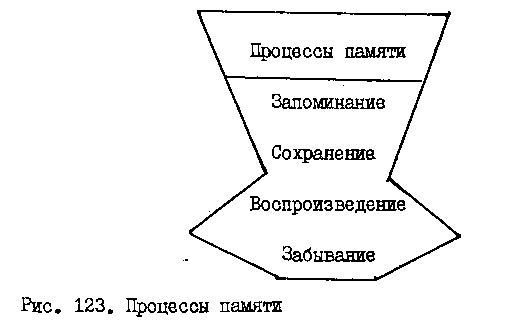 Процессы памяти
Запоминание
Сохранение
Воспроизведение
Забывание
Рис. 123. Процессы памяти